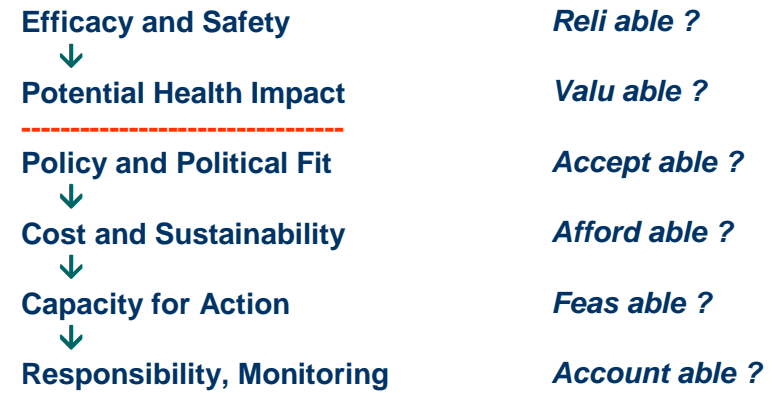 Efficacy and Safety Reli able ?
↓
Potential Health Impact Valu able ?
---------------------------------
Policy and Political Fit Accept able ?
↓
Cost and Sustainability Afford able ?
↓
Capacity for Action Feas able ?
↓
Responsibility, Monitoring Account able ?